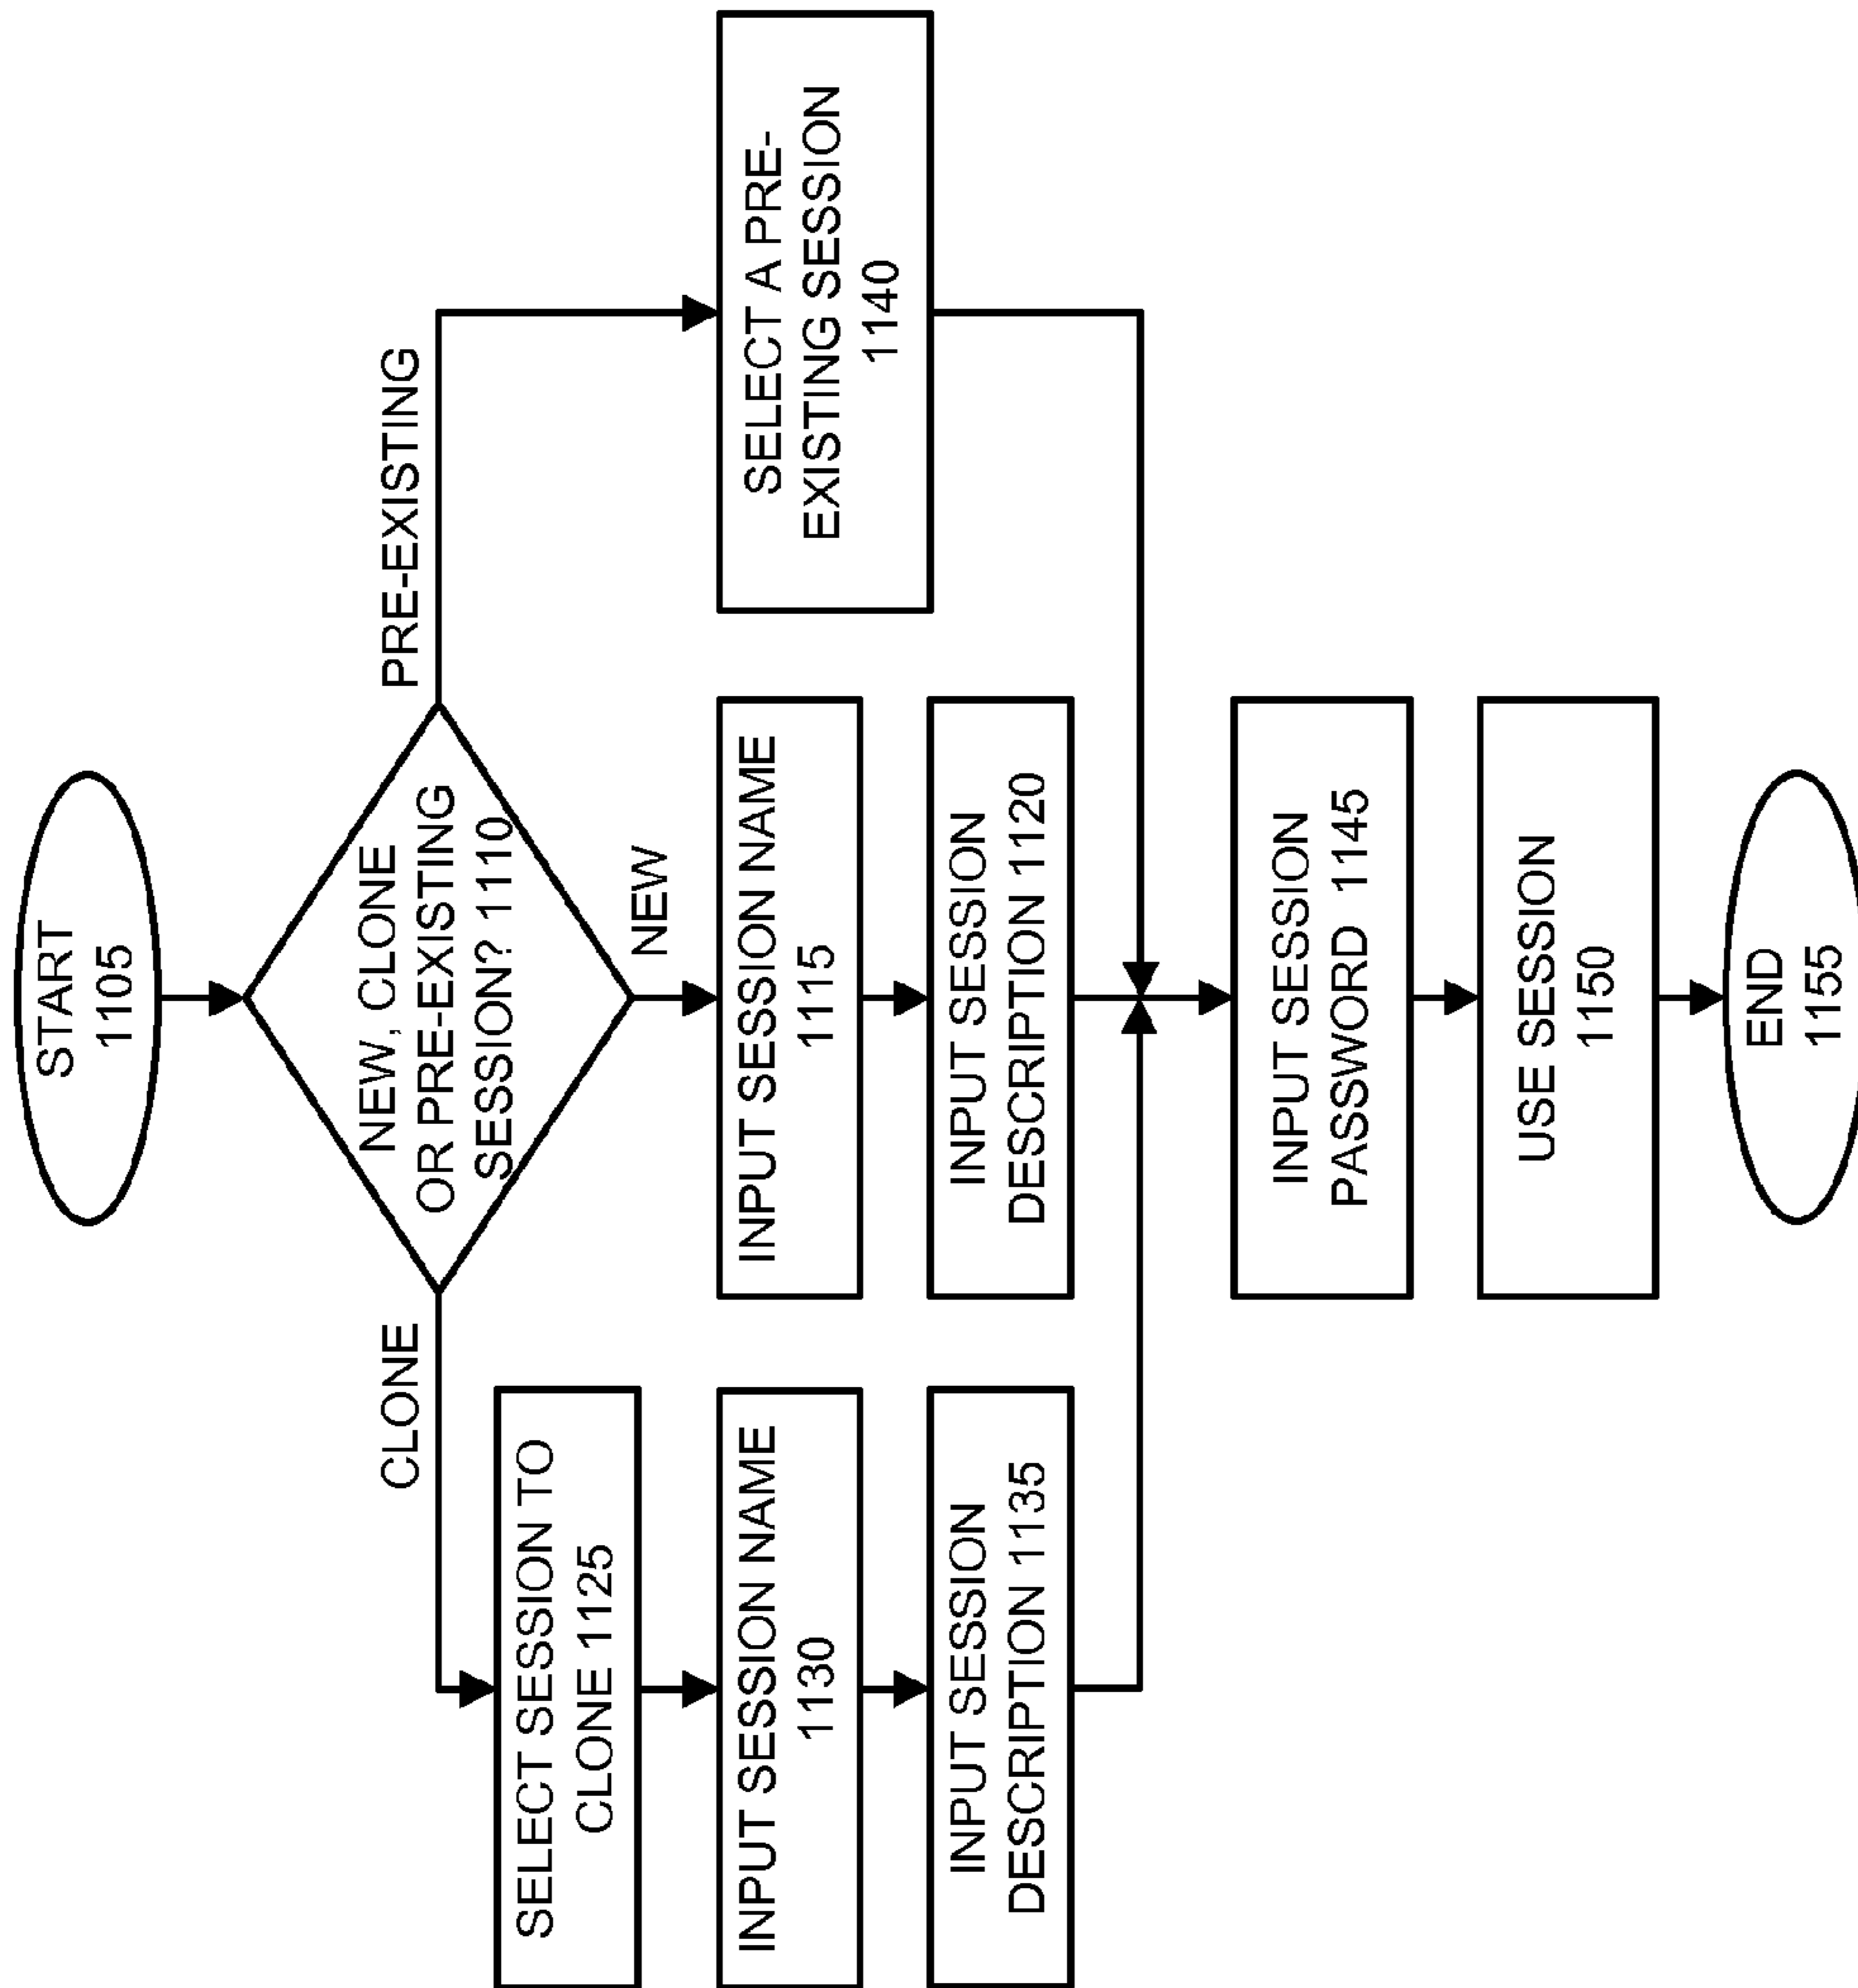 START
1105
NEW, CLONE
OR PRE-EXISTING
SESSION? 1110
CLONE
PRE-EXISTING
NEW
SELECT SESSION TO
CLONE 1125
INPUT SESSION NAME
1130
INPUT SESSION
DESCRIPTION 1135
INPUT SESSION NAME
1115
INPUT SESSION
DESCRIPTION 1120
SELECT A PRE-
EXISTING SESSION
1140
INPUT SESSION
PASSWORD 1145
USE SESSION
1150
END
1155